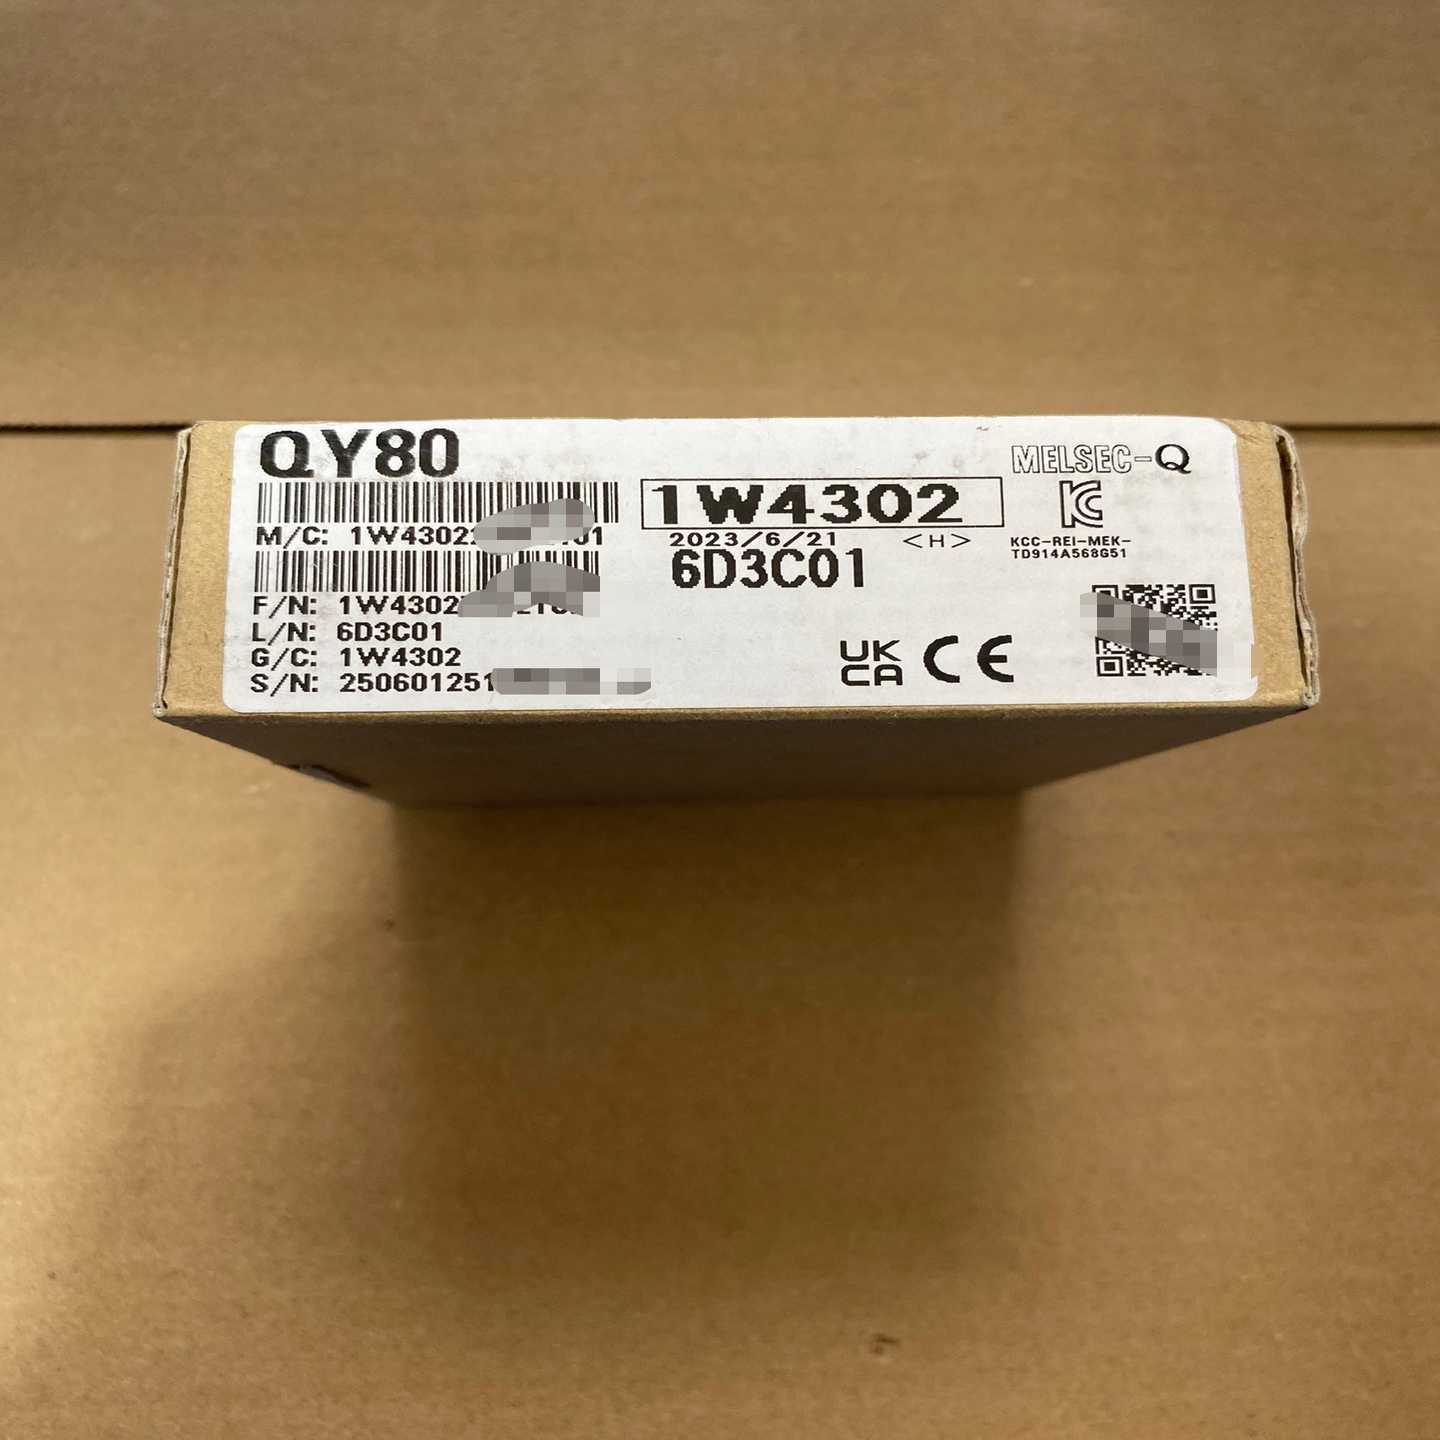 QY80
MELSEC-Q
1W4302
M/C: 1W4302
2023/6/21 <H>
KCC-REI-MEK-
TD914A568G51
6D3C01
F/N: 1W4302
L/N: 6D3C01
G/C: 1W4302
S/N: 250601251
UK
CA
CE